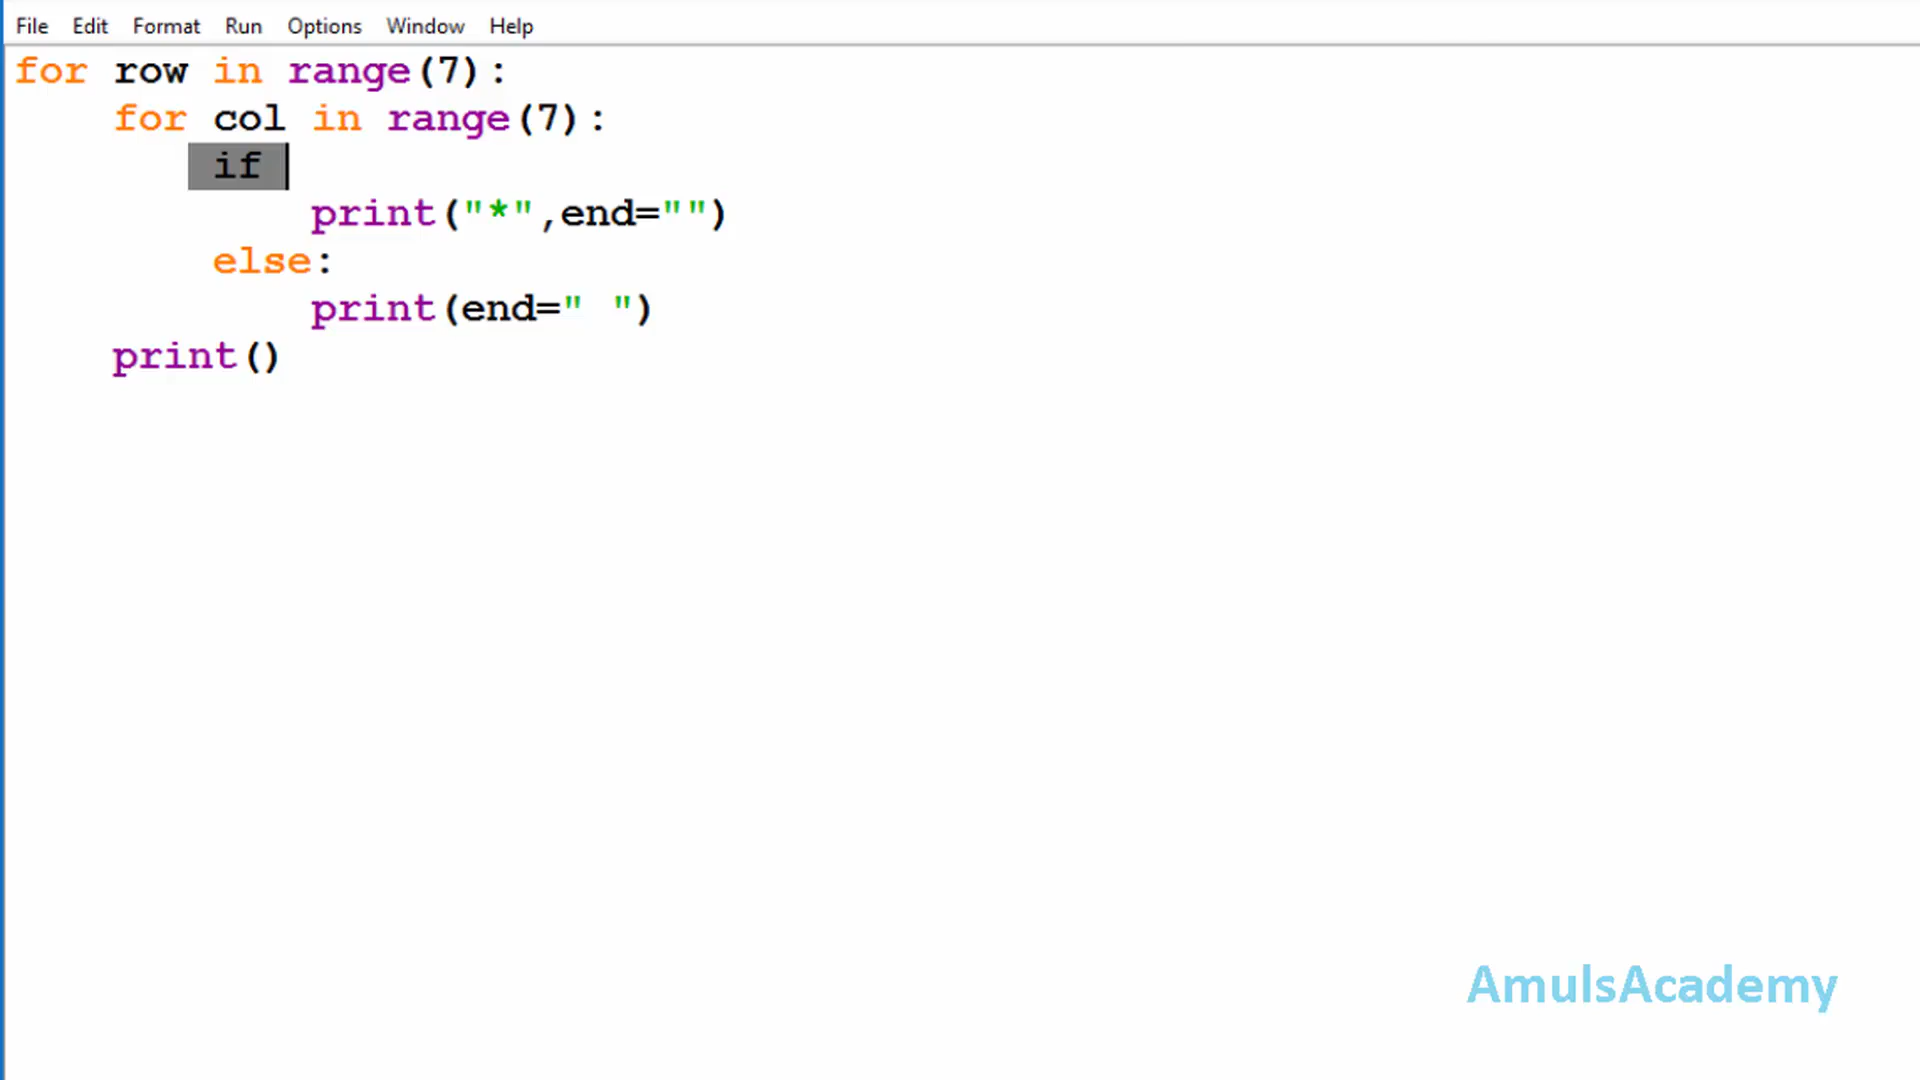 File Edit Format Run Options Window Help
for row in range(7):
    for col in range(7):
        if
            print("*",end="")
        else:
            print(end=" ")
    print()
AmulsAcademy